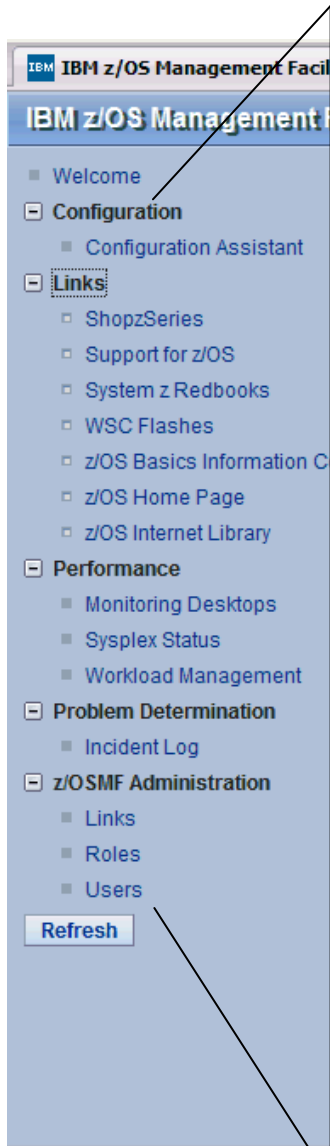 IBM IBM z/OS Management Facil
IBM z/OS Management
Welcome
Configuration
Configuration Assistant
Links
ShopzSeries
Support for z/OS
System z Redbooks
WSC Flashes
z/OS Basics Information C
z/OS Home Page
z/OS Internet Library
Performance
Monitoring Desktops
Sysplex Status
Workload Management
Problem Determination
Incident Log
z/OSMF Administration
Links
Roles
Users
Refresh